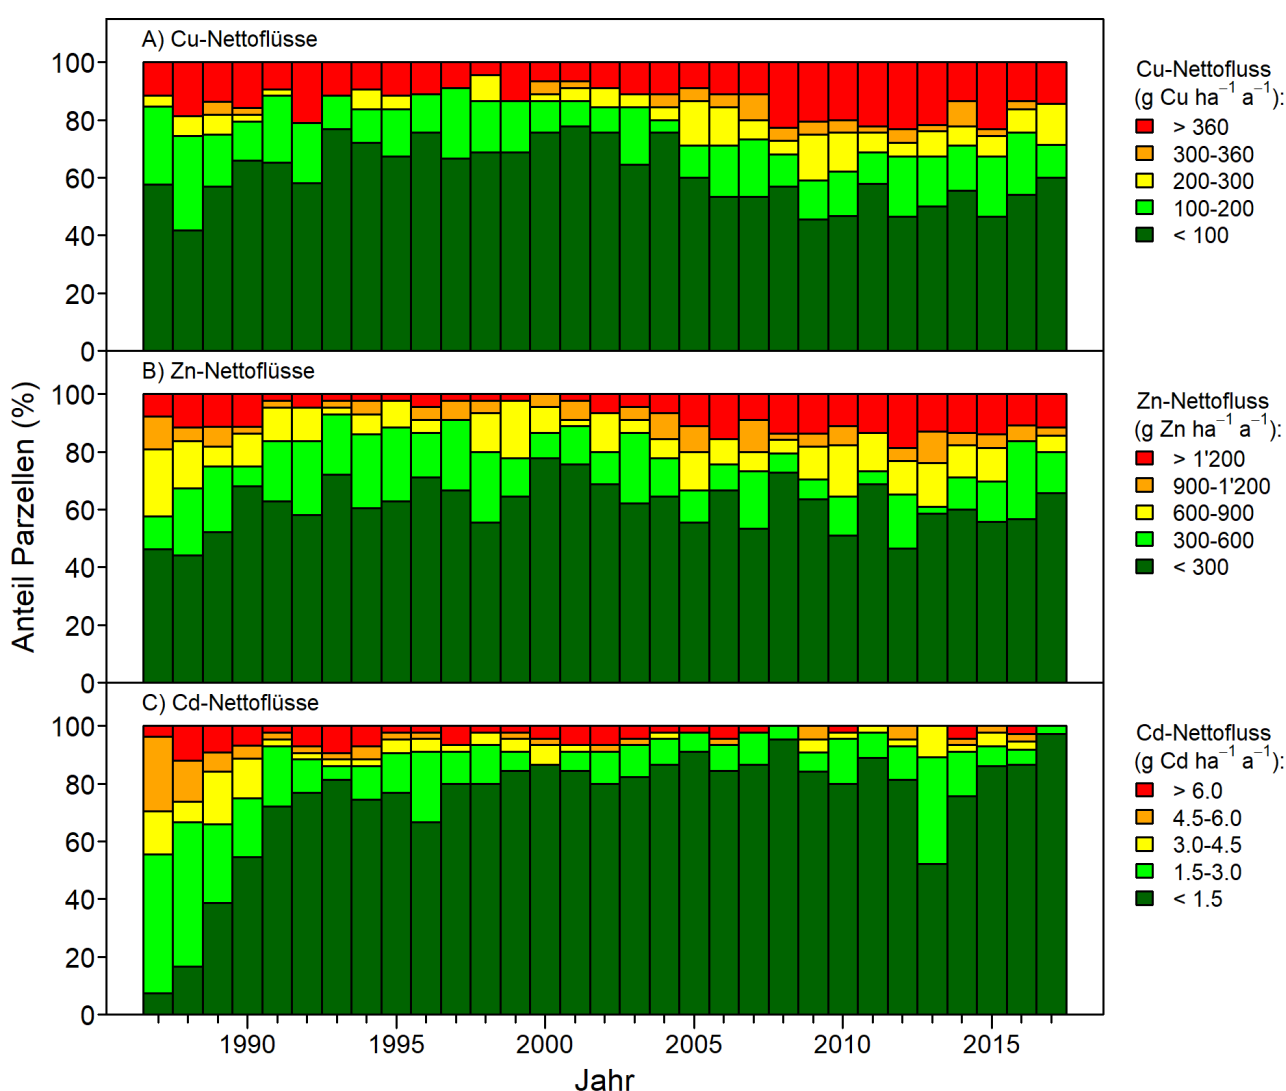 A) Cu-Nettoflüsse
100
80
60
40
20
0
Cu-Nettofluss
(g Cu ha⁻¹ a⁻¹):
> 360
300-360
200-300
100-200
< 100
B) Zn-Nettoflüsse
100
80
60
40
20
0
Zn-Nettofluss
(g Zn ha⁻¹ a⁻¹):
> 1'200
900-1'200
600-900
300-600
< 300
C) Cd-Nettoflüsse
100
80
60
40
20
0
Cd-Nettofluss
(g Cd ha⁻¹ a⁻¹):
> 6.0
4.5-6.0
3.0-4.5
1.5-3.0
< 1.5
Anteil Parzellen (%)
1990 1995 2000 2005 2010 2015
Jahr